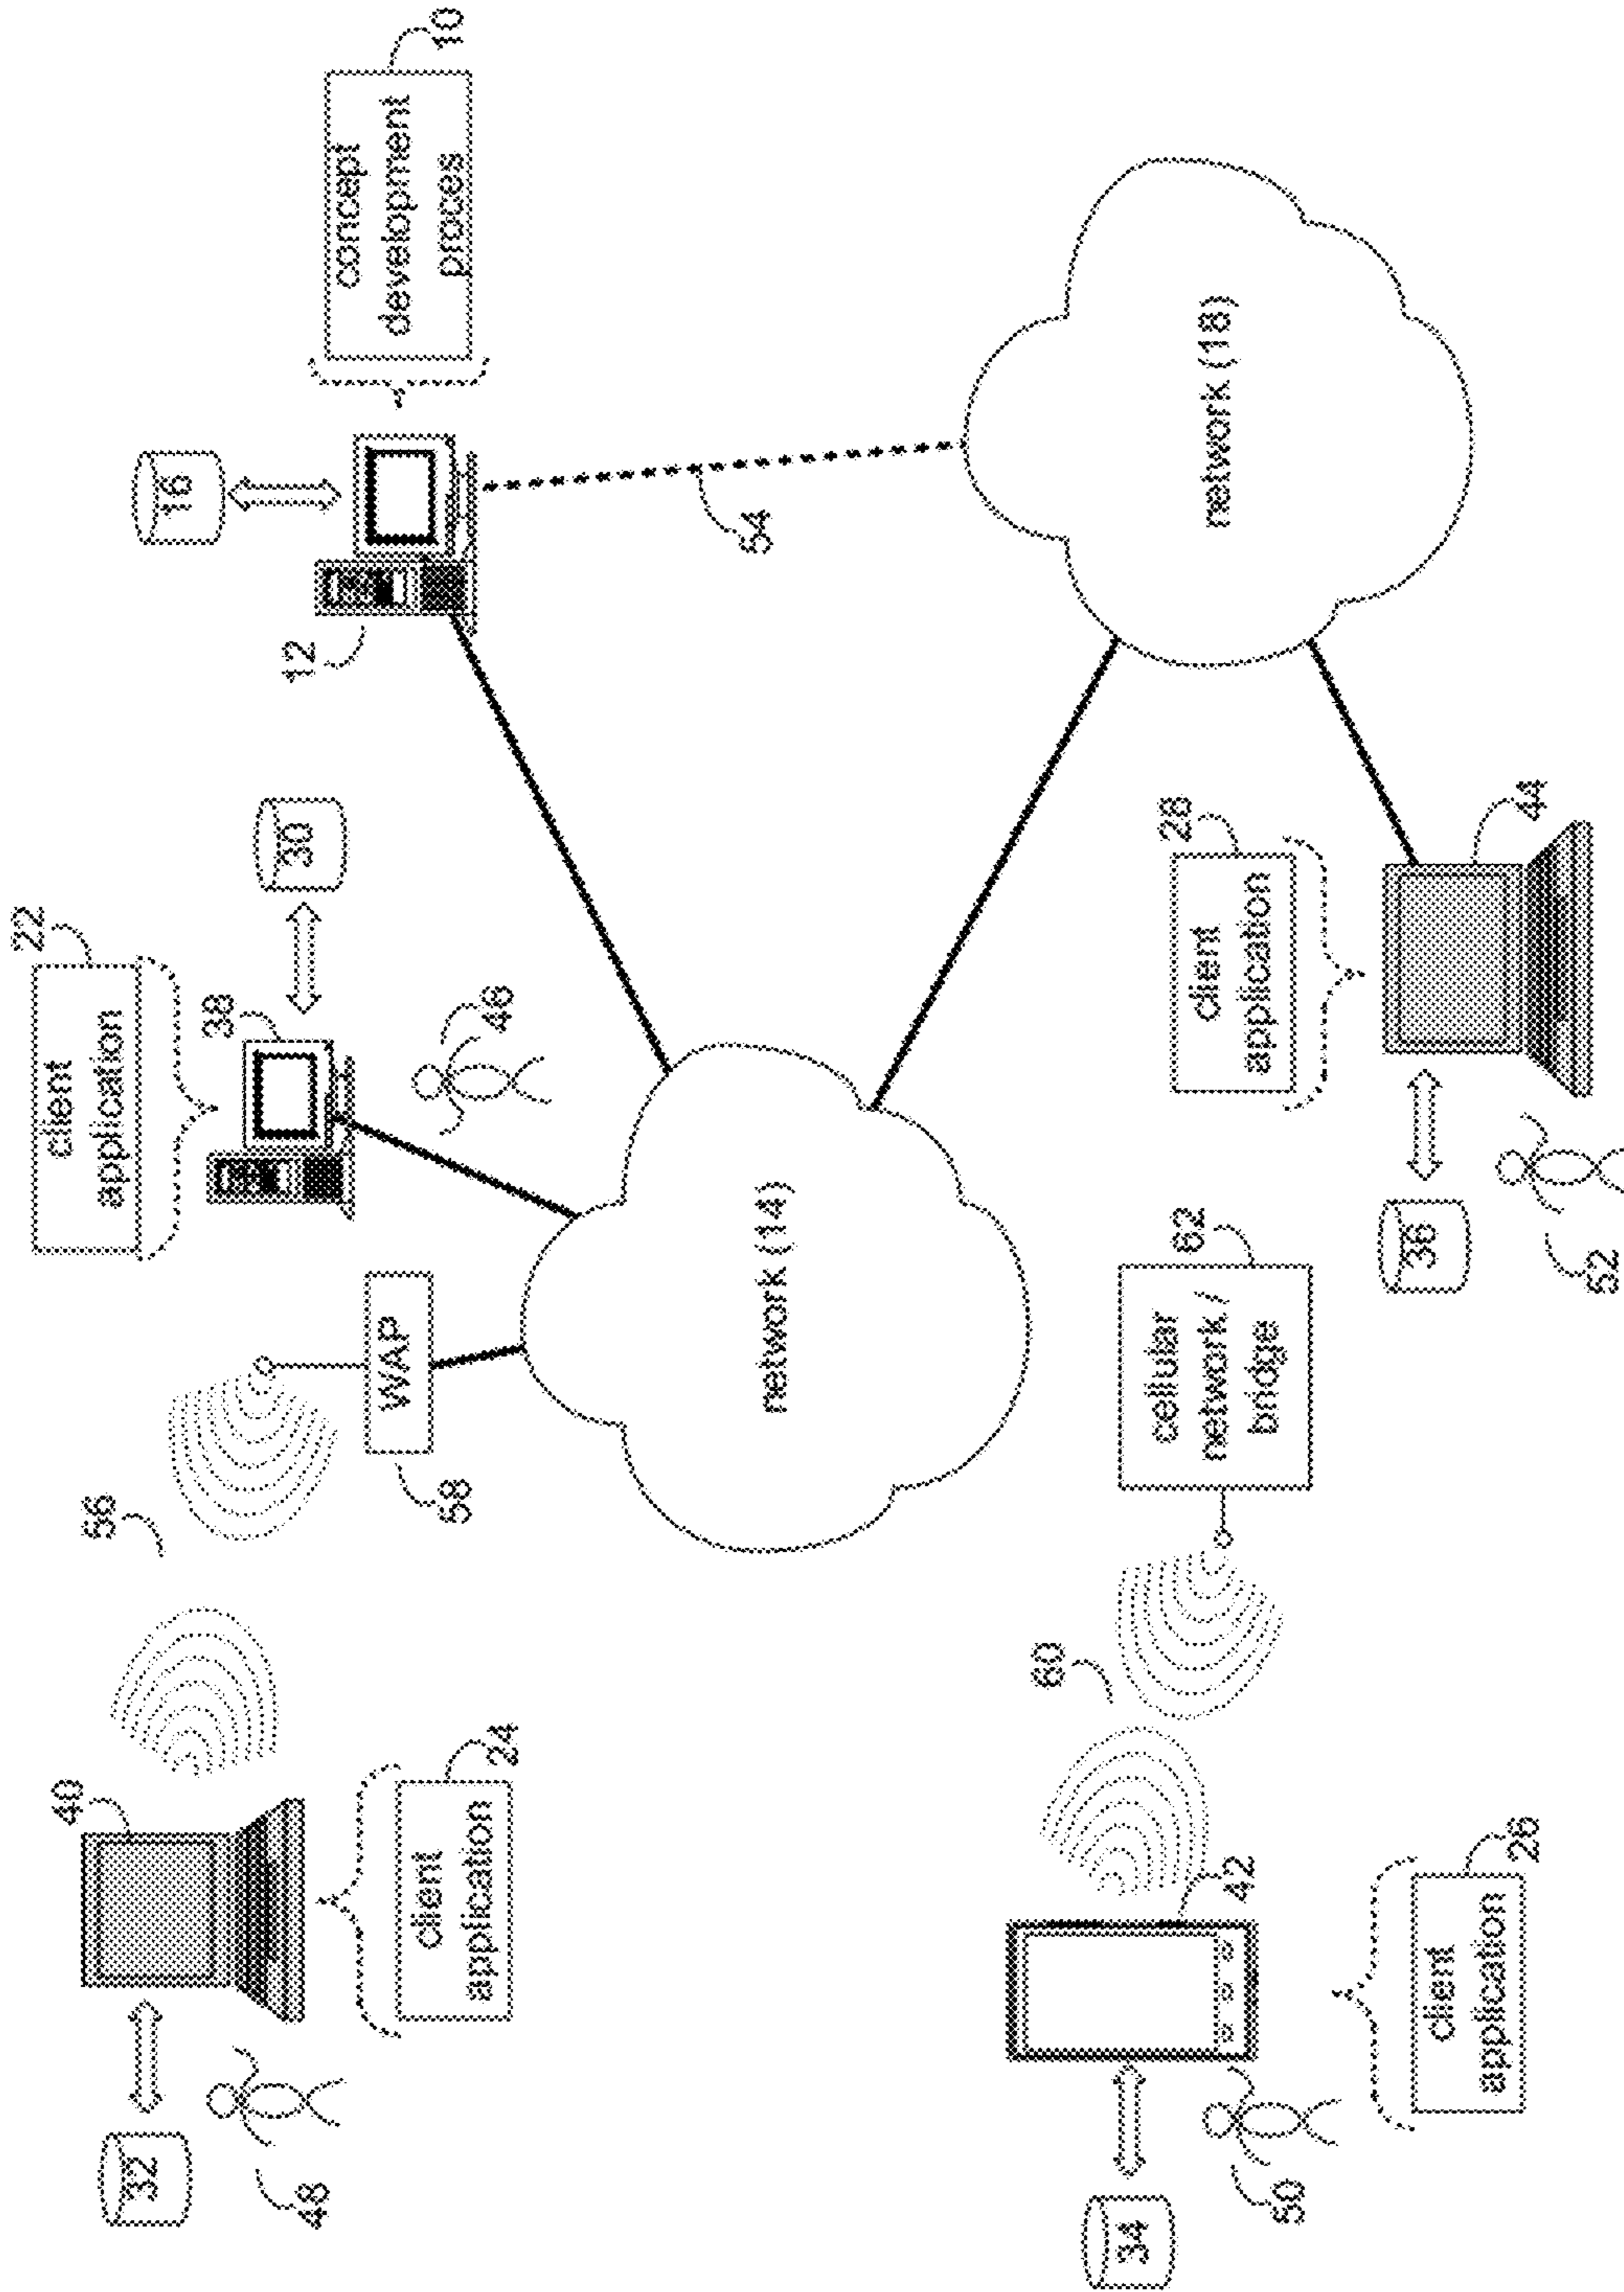 32
48
40
client
application
24
56
WAP
58
client
application
22
38
30
46
16
12
concept
development
proces
10
network (14)
54
network (18)
34
50
42
client
application
26
60
cellular
network/
bridge
62
client
application
28
36
52
44